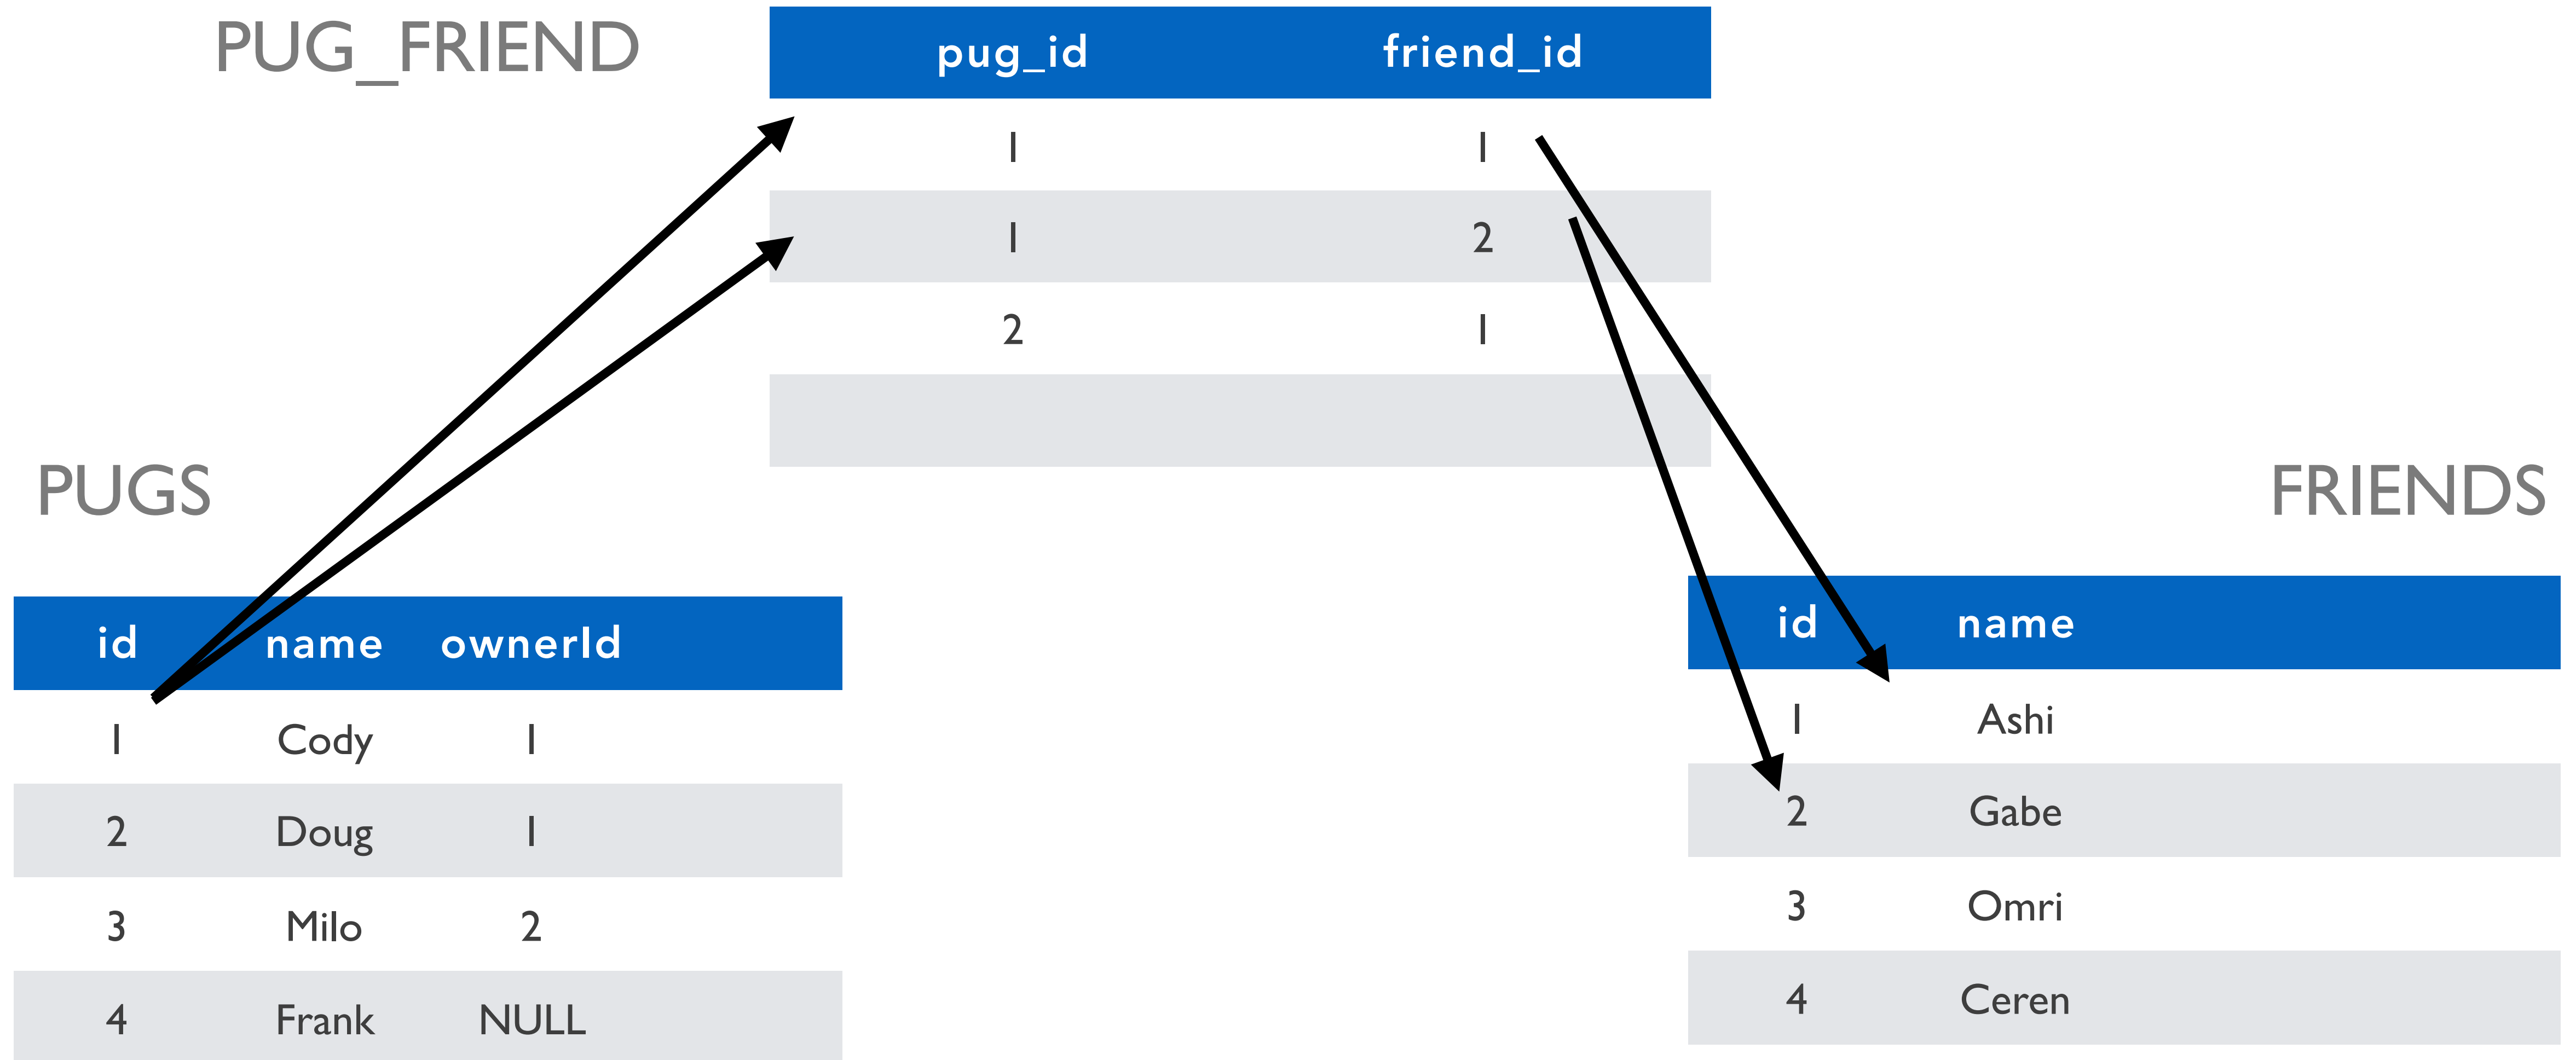 PUG_FRIEND
pug_id friend_id
1 1
1 2
2 1
PUGS
id name ownerId
1 Cody 1
2 Doug 1
3 Milo 2
4 Frank NULL
FRIENDS
id name
1 Ashi
2 Gabe
3 Omri
4 Ceren